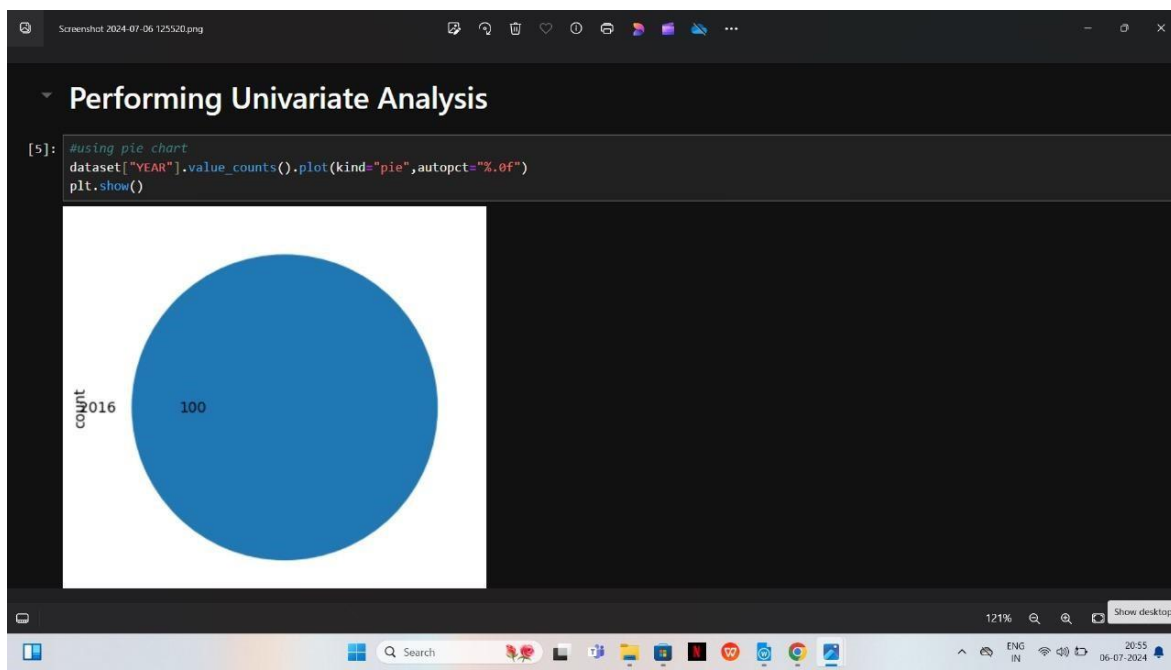 Screenshot 2024-07-06 125520.png
Performing Univariate Analysis
[5]: #using pie chart
dataset["YEAR"].value_counts().plot(kind="pie",autopct="%.0f")
plt.show()
count
2016
100
121%
Show desktop
Search
ENG
IN
20:55
06-07-2024